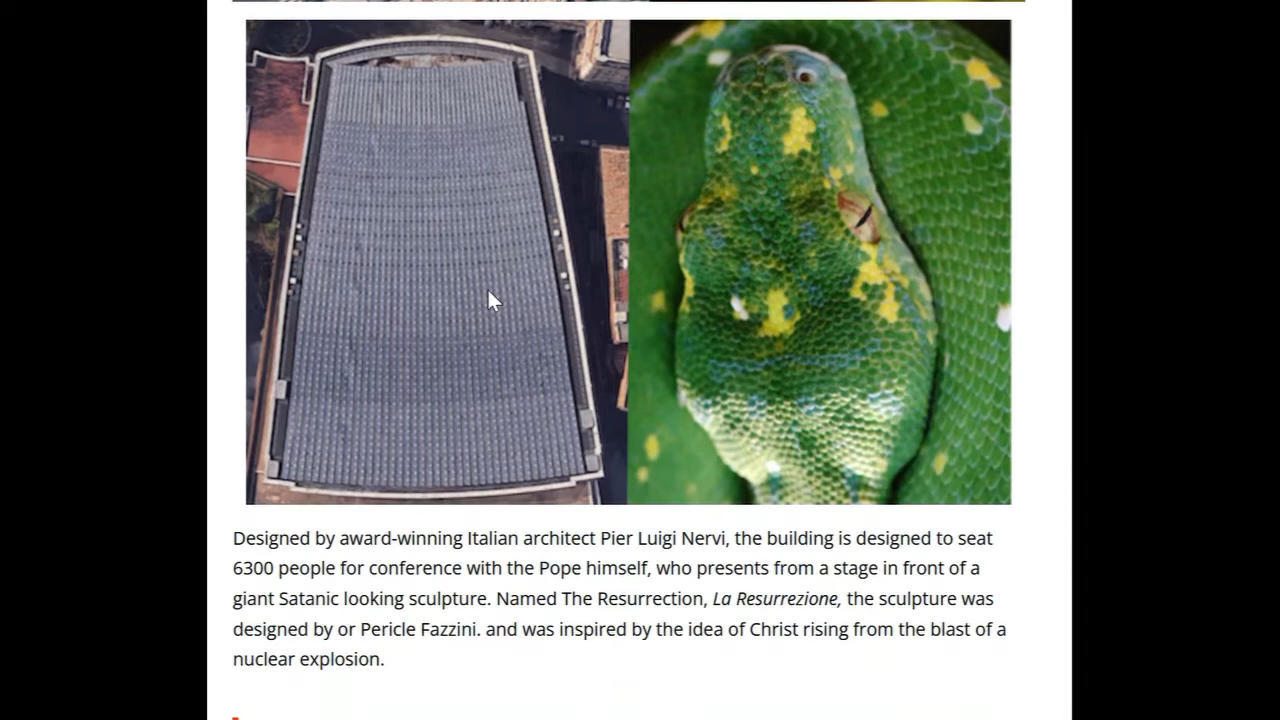 Designed by award-winning Italian architect Pier Luigi Nervi, the building is designed to seat
6300 people for conference with the Pope himself, who presents from a stage in front of a
giant Satanic looking sculpture. Named The Resurrection, La Resurrezione, the sculpture was
designed by or Pericle Fazzini. and was inspired by the idea of Christ rising from the blast of a
nuclear explosion.